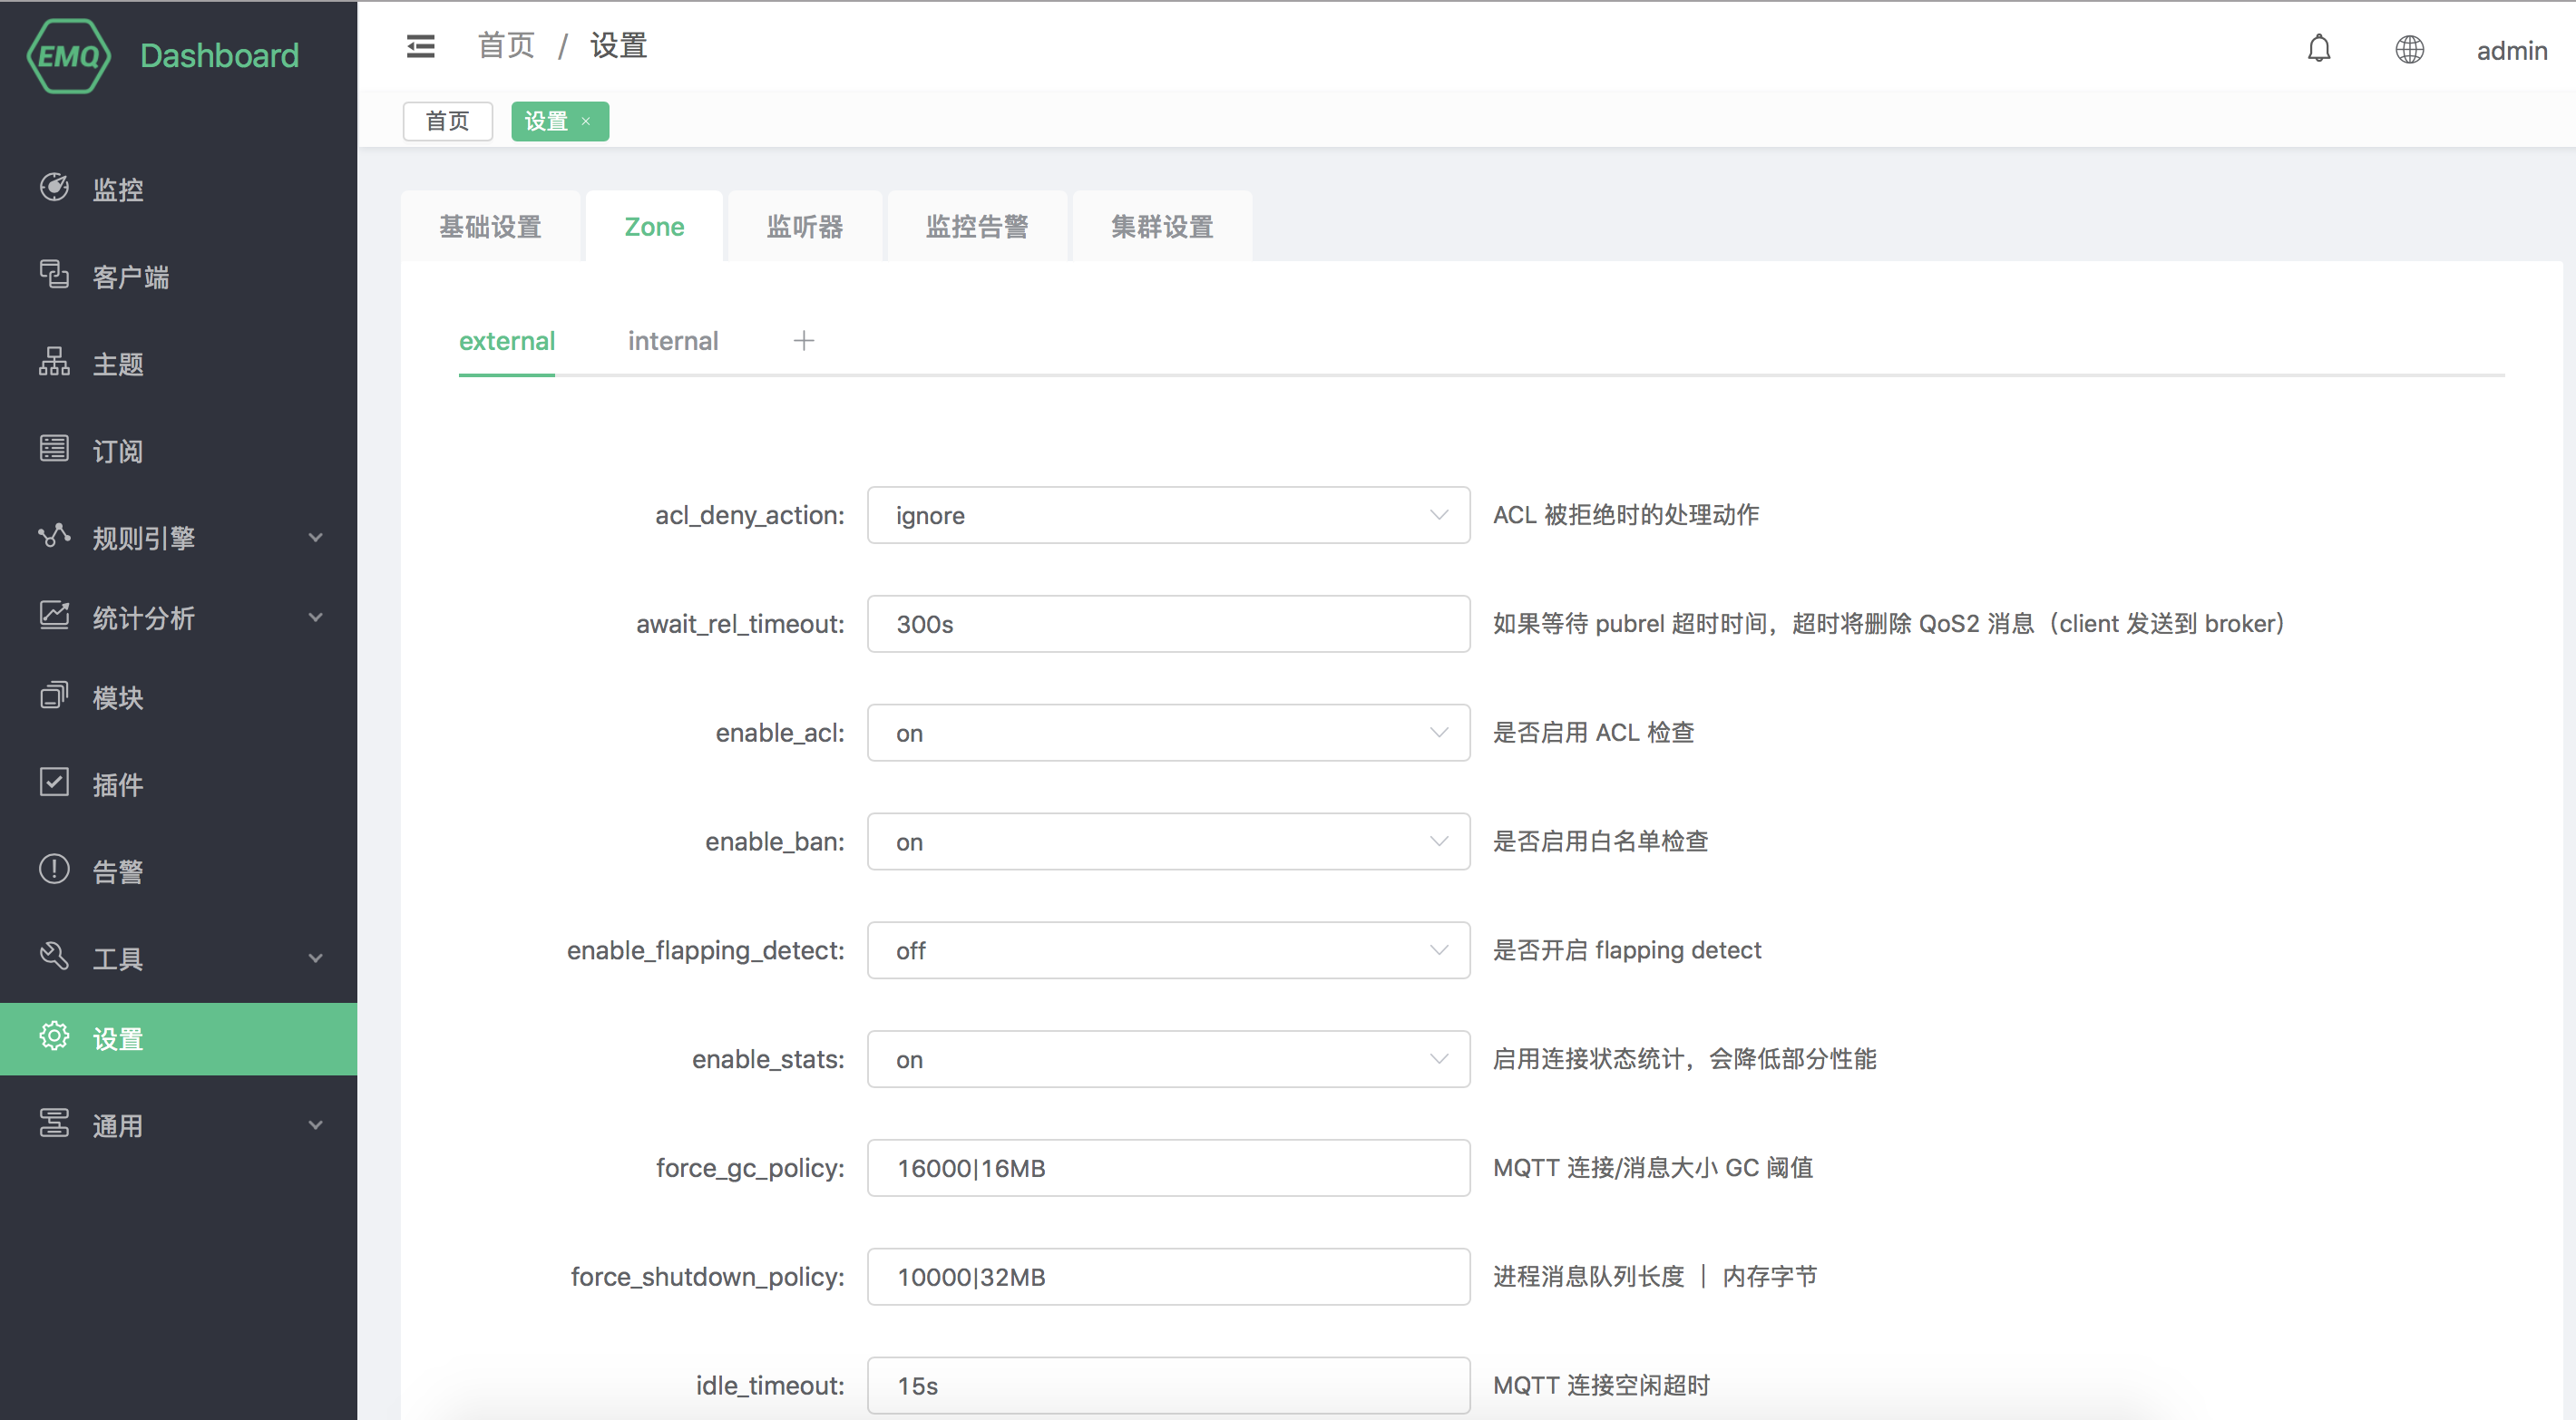 EMQ Dashboard
监控
客户端
主题
订阅
规则引擎
统计分析
模块
插件
告警
工具
设置
通用
首页 / 设置
admin
首页
设置 ×
基础设置
Zone
监听器
监控告警
集群设置
external
internal
+
acl_deny_action: ignore ACL 被拒绝时的处理动作
await_rel_timeout: 300s 如果等待 pubrel 超时时间，超时将删除 QoS2 消息（client 发送到 broker）
enable_acl: on 是否启用 ACL 检查
enable_ban: on 是否启用白名单检查
enable_flapping_detect: off 是否开启 flapping detect
enable_stats: on 启用连接状态统计，会降低部分性能
force_gc_policy: 16000|16MB MQTT 连接/消息大小 GC 阈值
force_shutdown_policy: 10000|32MB 进程消息队列长度 | 内存字节
idle_timeout: 15s MQTT 连接空闲超时